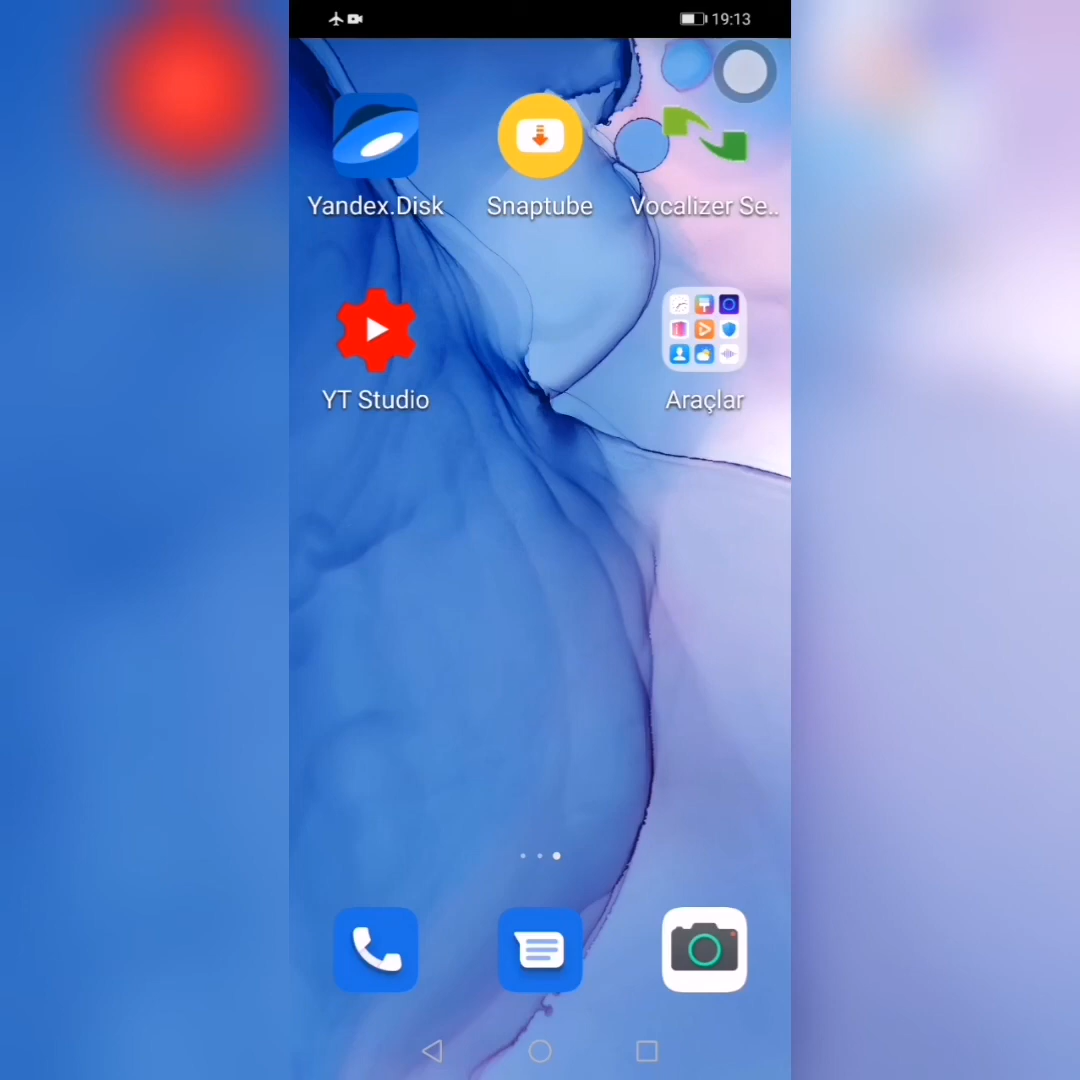 19:13
Yandex.Disk
Snaptube
Vocalizer Se..
YT Studio
Araçlar